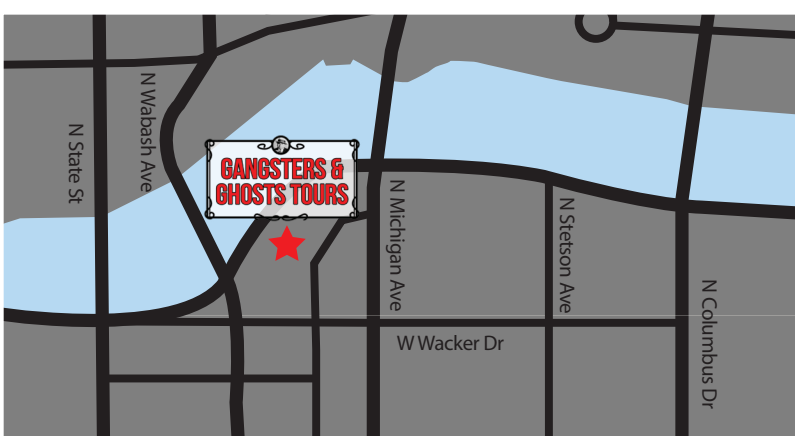 N State St
N Wabash Ave
GANGSTERS &
GHOSTS TOURS
N Michigan Ave
N Stetson Ave
N Columbus Dr
W Wacker Dr